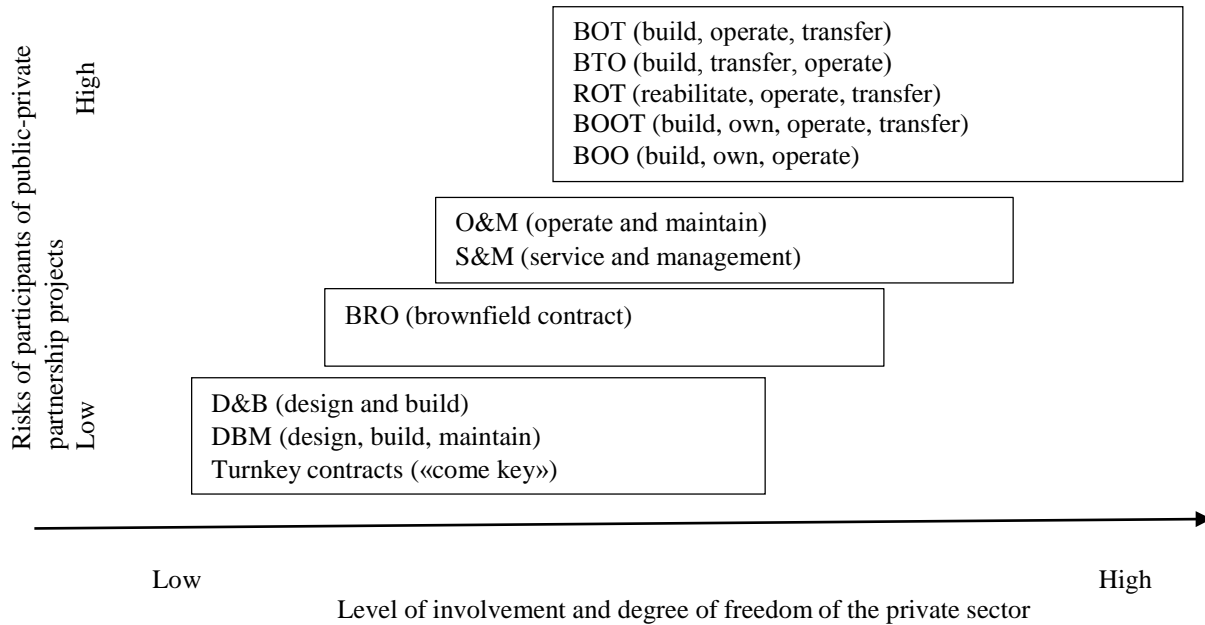 Risks of participants of public-private
partnership projects
Low
High
BOT (build, operate, transfer)
BTO (build, transfer, operate)
ROT (reabilitate, operate, transfer)
BOOT (build, own, operate, transfer)
BOO (build, own, operate)
O&M (operate and maintain)
S&M (service and management)
BRO (brownfield contract)
D&B (design and build)
DBM (design, build, maintain)
Turnkey contracts («come key»)
Low
High
Level of involvement and degree of freedom of the private sector